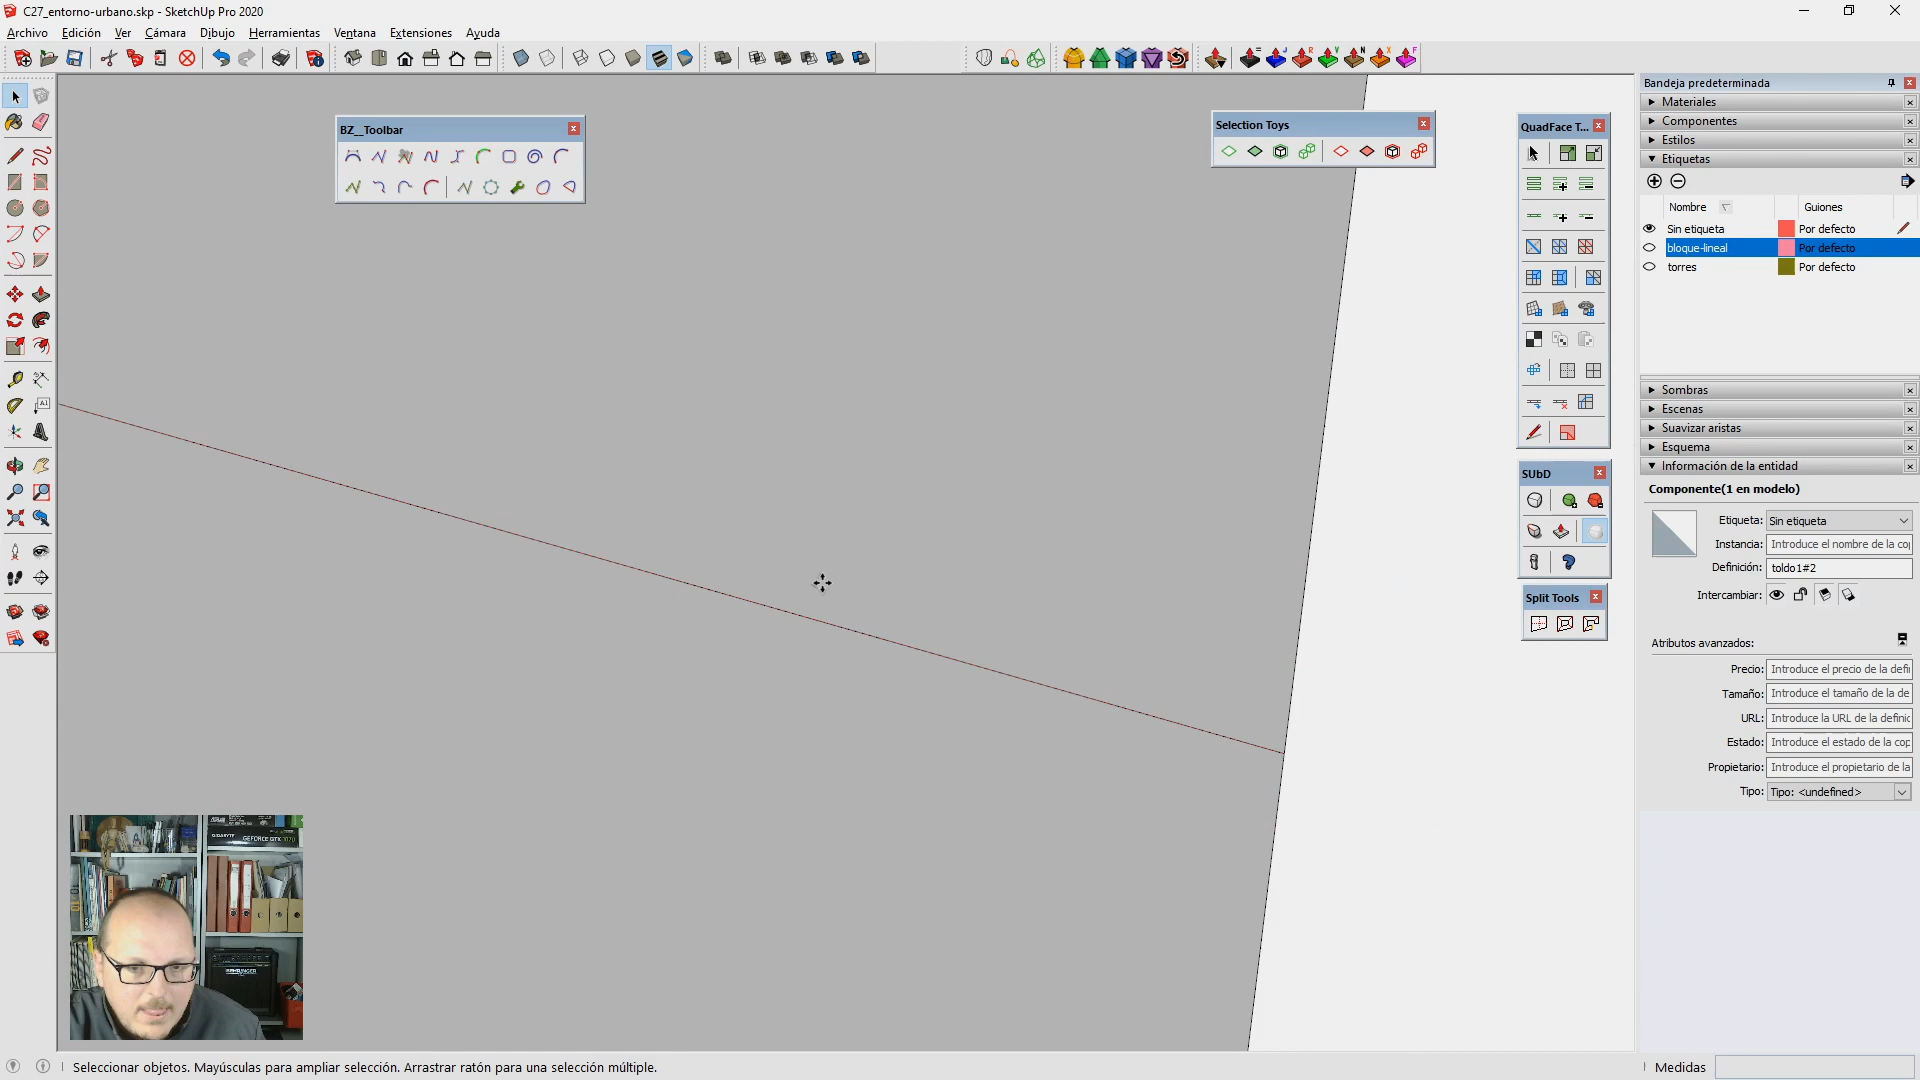 C27_entorno-urbano.skp - SketchUp Pro 2020
Archivo Edición Ver Cámara Dibujo Herramientas Ventana Extensiones Ayuda
BZ__Toolbar
Selection Toys
QuadFace T...
SUbD
Split Tools
Bandeja predeterminada
Materiales
Componentes
Estilos
Etiquetas
Nombre Guiones
Sin etiqueta Por defecto
bloque-lineal Por defecto
torres Por defecto
Sombras
Escenas
Suavizar aristas
Esquema
Información de la entidad
Componente(1 en modelo)
Etiqueta: Sin etiqueta
Instancia: Introduce el nombre de la co
Definición: toldo1#2
Intercambiar:
Atributos avanzados:
Precio: Introduce el precio de la defi
Tamaño: Introduce el tamaño de la de
URL: Introduce la URL de la definic
Estado: Introduce el estado de la cop
Propietario: Introduce el propietario de la
Tipo: Tipo: <undefined>
GIGABYTE
GEFORCE GTX 1070
BEHRINGER
Seleccionar objetos. Mayúsculas para ampliar selección. Arrastrar ratón para una selección múltiple.
Medidas